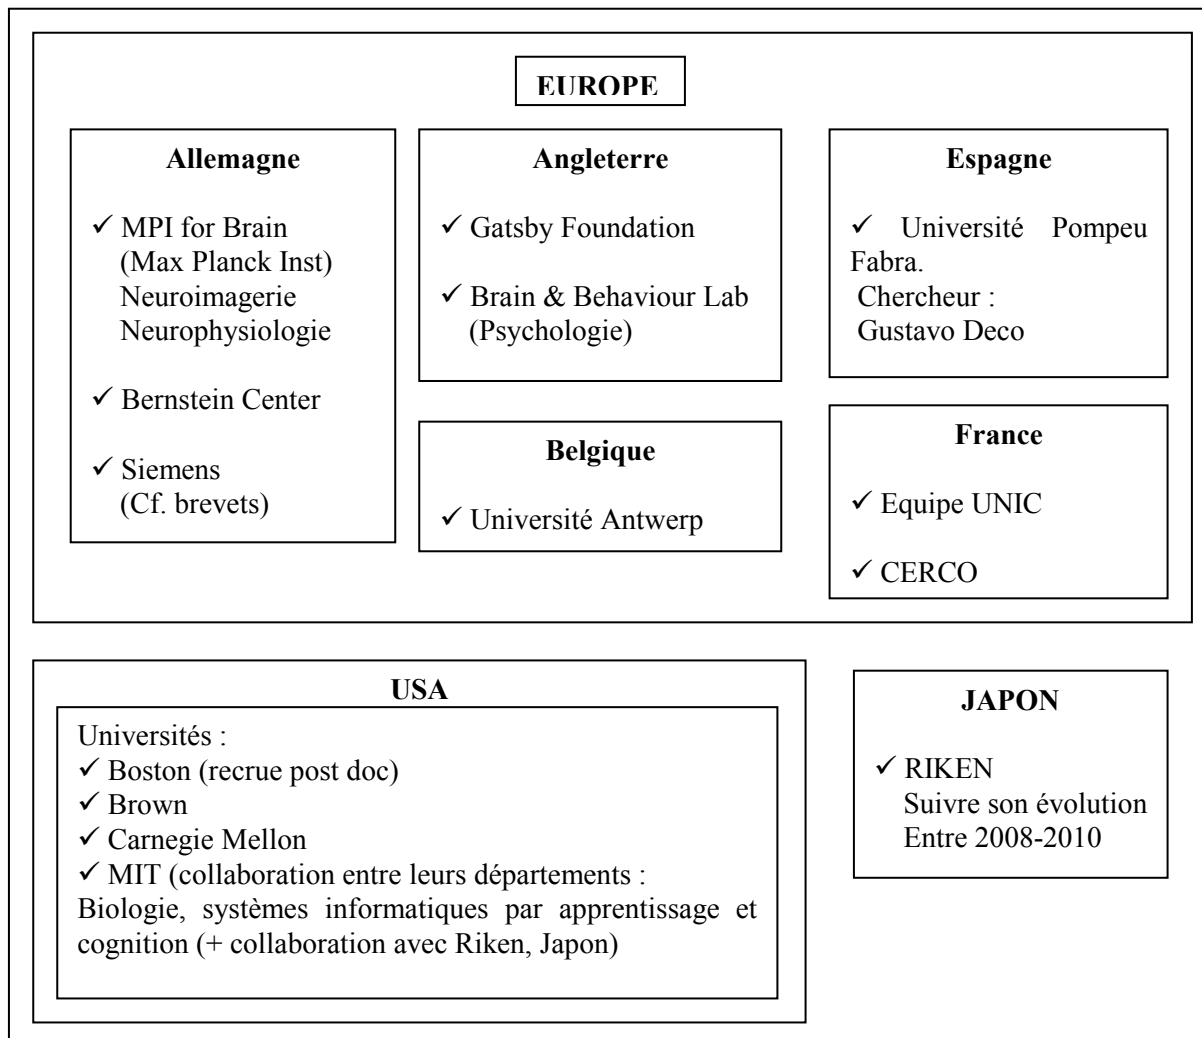 EUROPE
Allemagne
✓ MPI for Brain
(Max Planck Inst)
Neuroimagerie
Neurophysiologie
✓ Bernstein Center
✓ Siemens
(Cf. brevets)
Angleterre
✓ Gatsby Foundation
✓ Brain & Behaviour Lab
(Psychologie)
Belgique
✓ Université Antwerp
Espagne
✓ Université Pompeu
Fabra.
Chercheur :
Gustavo Deco
France
✓ Equipe UNIC
✓ CERCO
USA
Universités :
✓ Boston (recrue post doc)
✓ Brown
✓ Carnegie Mellon
✓ MIT (collaboration entre leurs départements :
Biologie, systèmes informatiques par apprentissage et
cognition (+ collaboration avec Riken, Japon)
JAPON
✓ RIKEN
Suivre son évolution
Entre 2008-2010